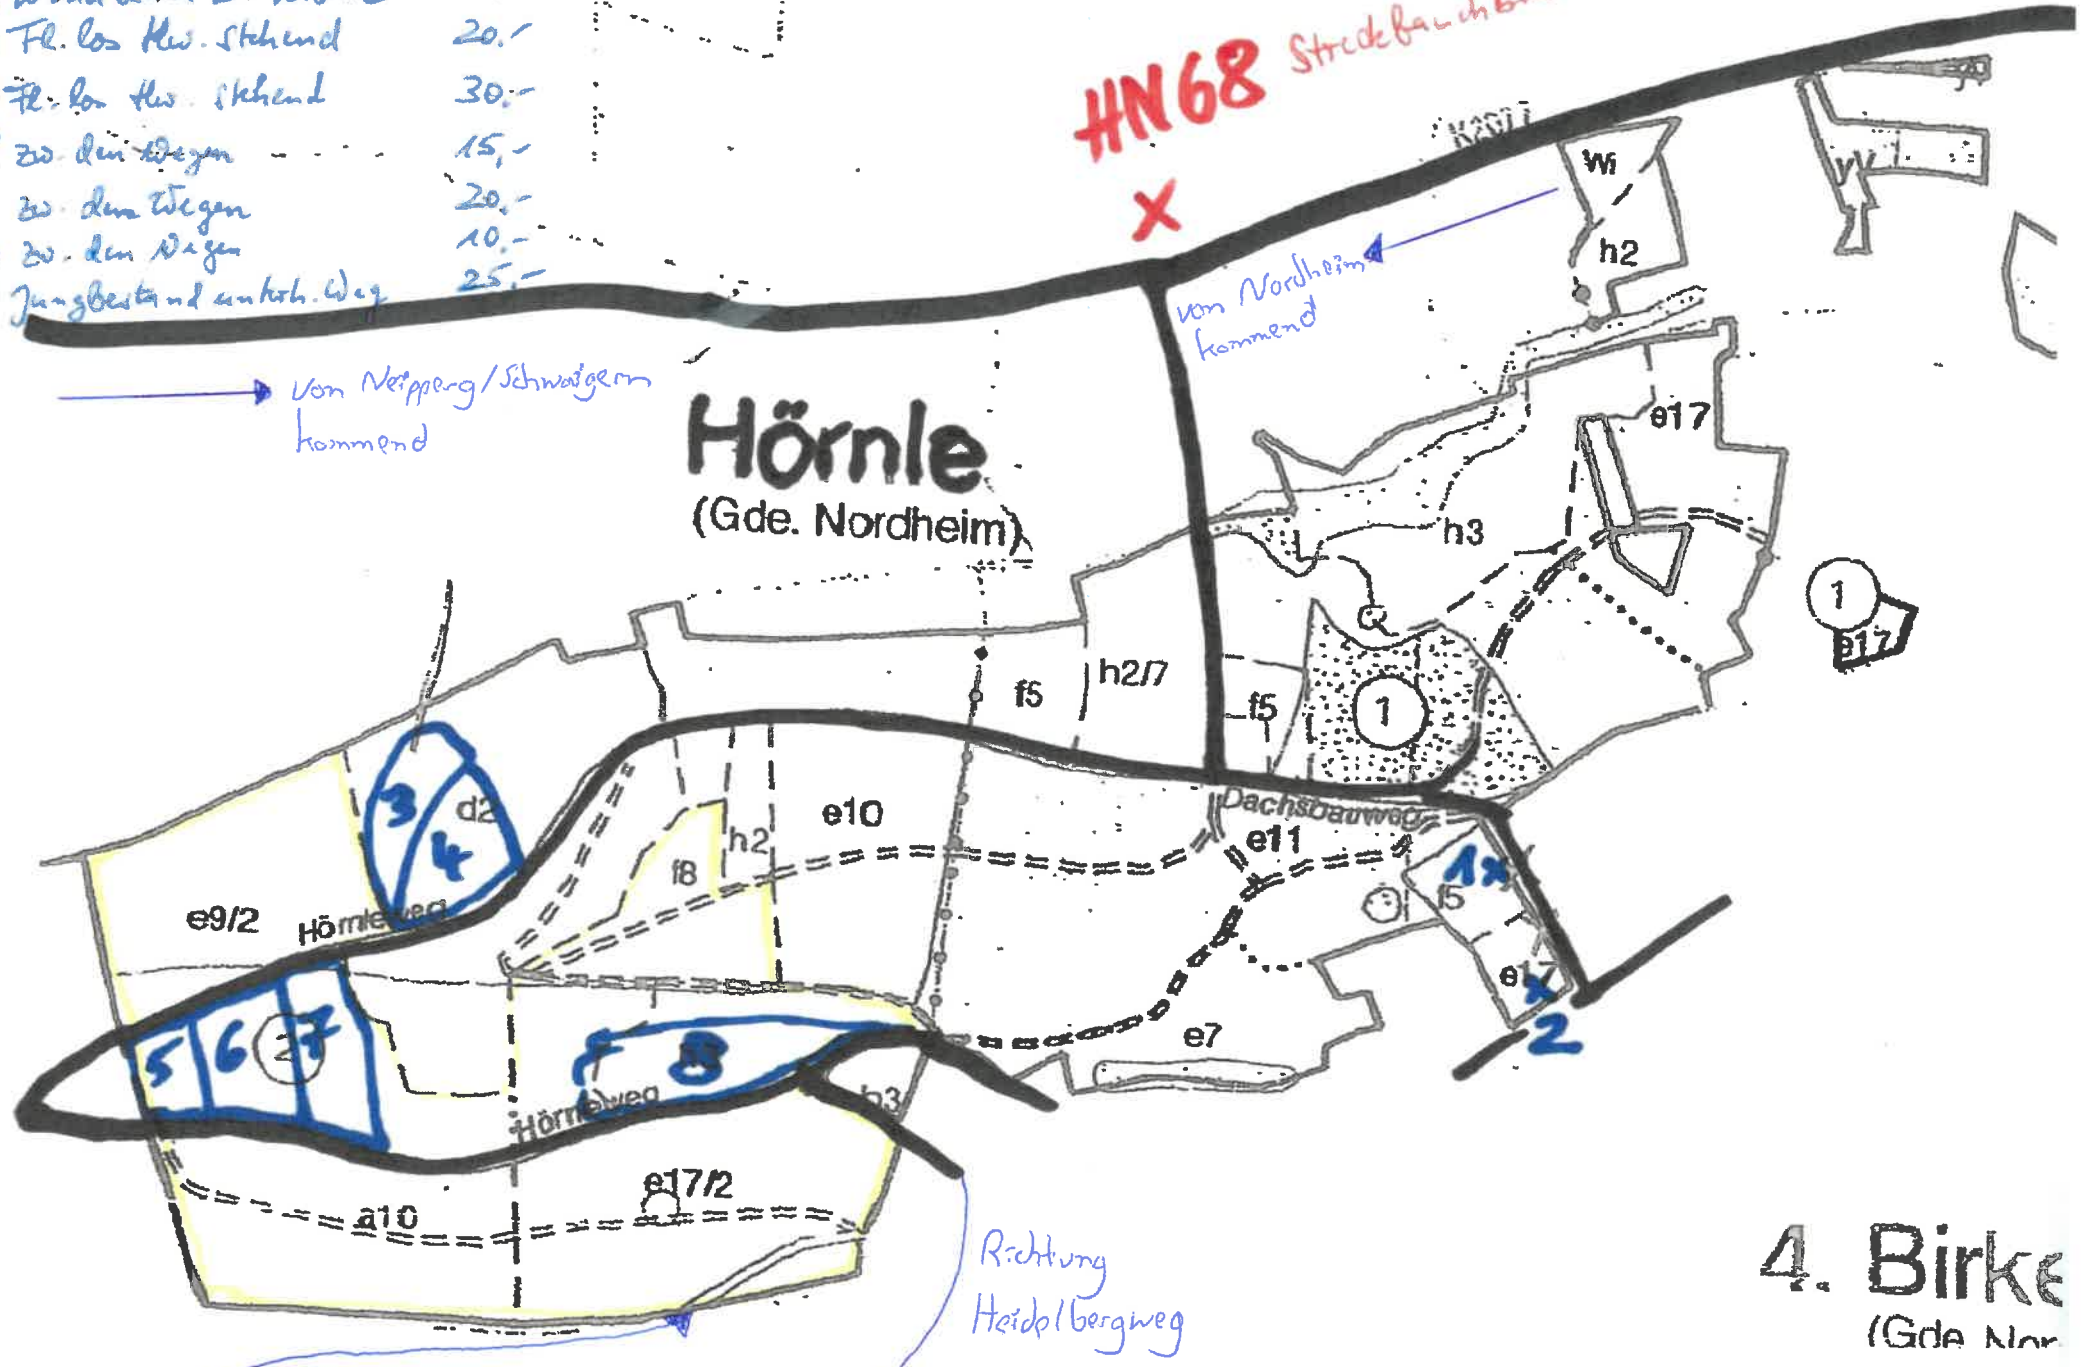 Fl. los Hw. stehend 20.-
Fl. los Hw. stehend 30.-
zw. den Wegen 15,-
zw. den Wegen 20,-
zw. den Wegen 10,-
Jungbestand unterh. Weg 25,-
HN68
X
K2077
Wi
h2
von Nordheim
kommend
von Neipperg/Schwaigern
kommend
Hörnle
(Gde. Nordheim)
e17
h3
1
e17
f5
h2/7
f5
1
3
d2
4
e10
h2
f8
Dachsbauweg
e11
1x
f5
e9/2
Hörnleweg
e17
x
2
5
6
2
7
8
e7
Hörnleweg
h3
a10
e17/2
Richtung
Heidelbergweg
4. Birke
(Gde. Nor